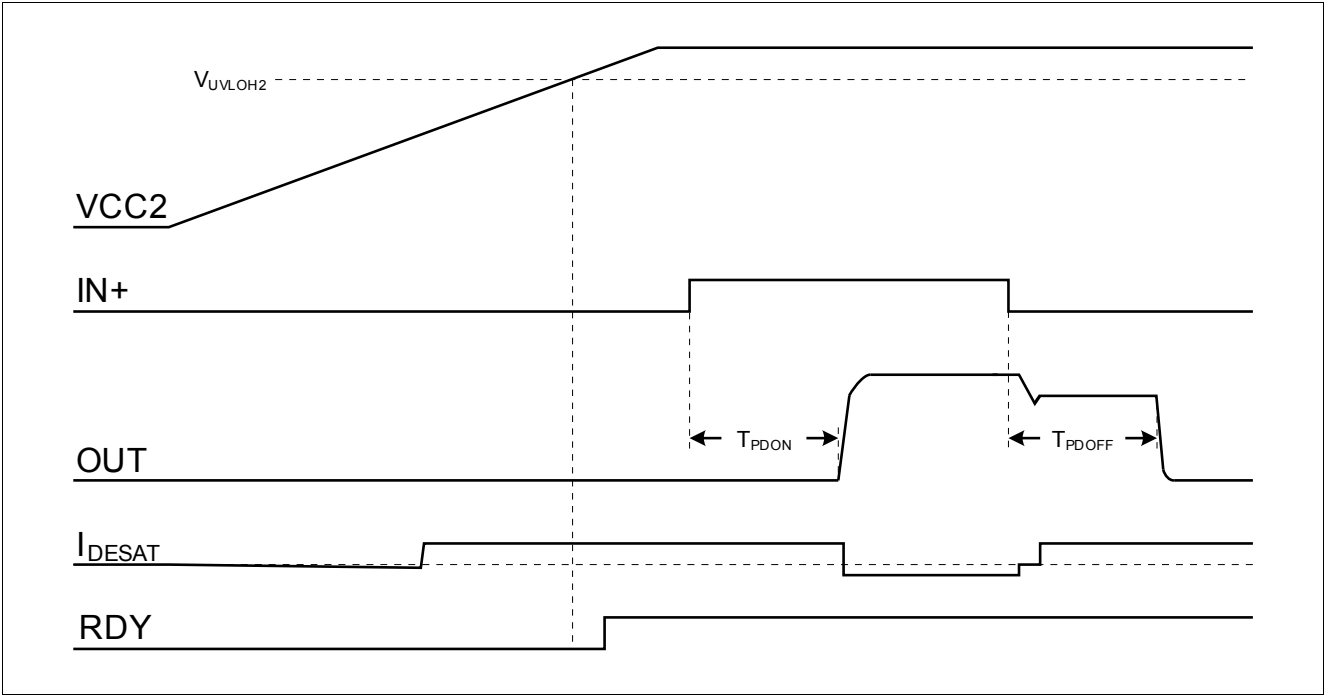 VUVLOH2
VCC2
IN+
TPDON
TPDOFF
OUT
IDESAT
RDY